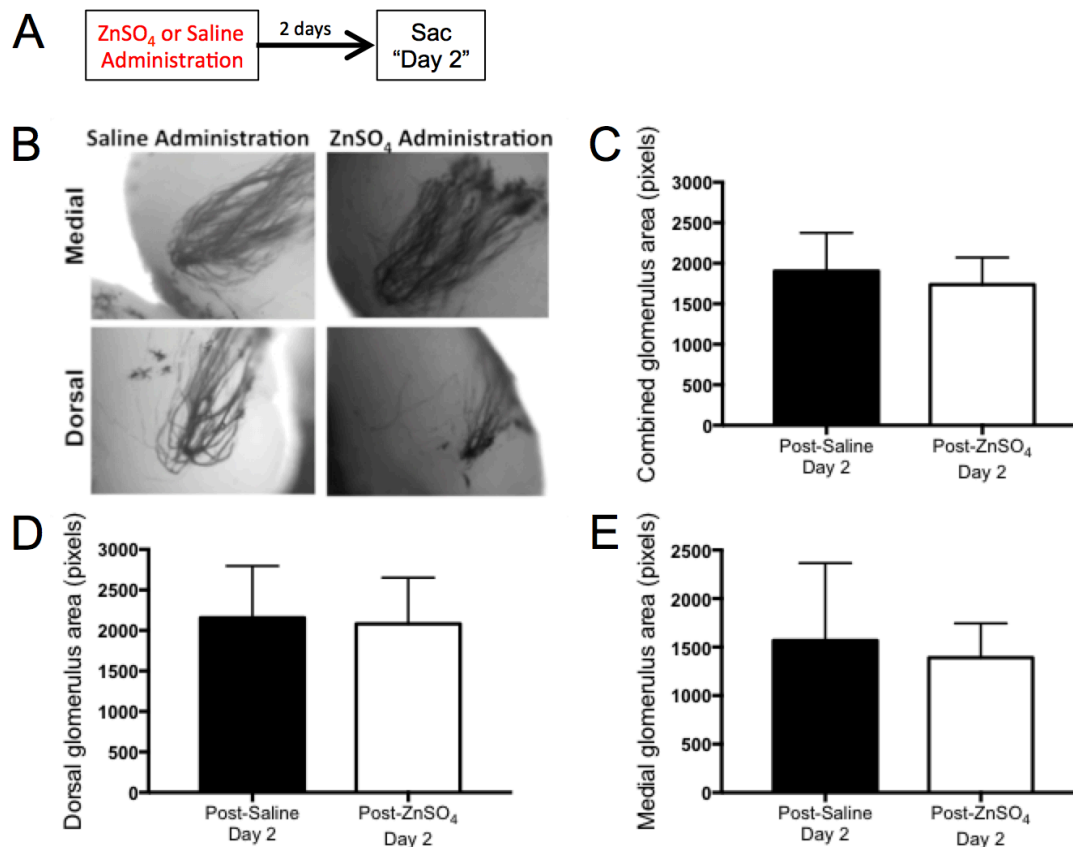 A
ZnSO₄ or Saline
Administration
2 days
Sac
“Day 2”
B
Saline Administration
ZnSO₄ Administration
Medial
Dorsal
C
Combined glomerulus area (pixels)
3000
2500
2000
1500
1000
500
0
Post-Saline
Day 2
Post-ZnSO₄
Day 2
D
Dorsal glomerulus area (pixels)
3000
2500
2000
1500
1000
500
0
Post-Saline
Day 2
Post-ZnSO₄
Day 2
E
Medial glomerulus area (pixels)
2500
2000
1500
1000
500
0
Post-Saline
Day 2
Post-ZnSO₄
Day 2